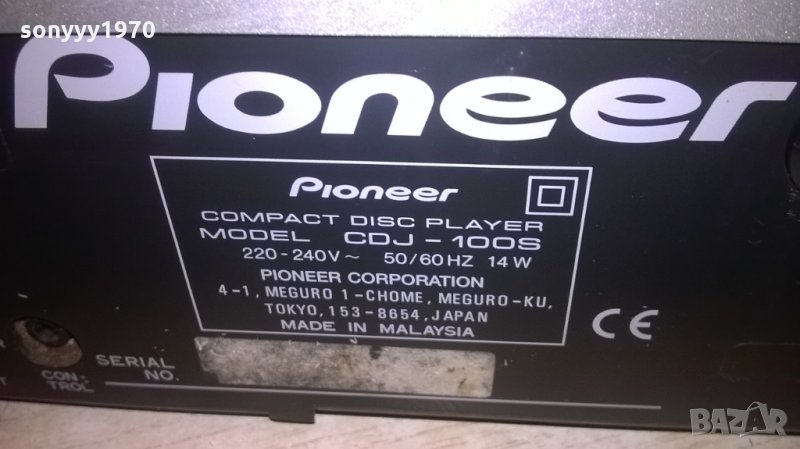 sonyyy1970
Pioneer
Pioneer
COMPACT DISC PLAYER
MODEL CDJ-100S
220-240V~ 50/60HZ 14W
PIONEER CORPORATION
4-1, MEGURO 1-CHOME, MEGURO-KU,
TOKYO, 153-8654, JAPAN
MADE IN MALAYSIA
CE
SERIAL
NO.
CON-
TROL
BAZAR